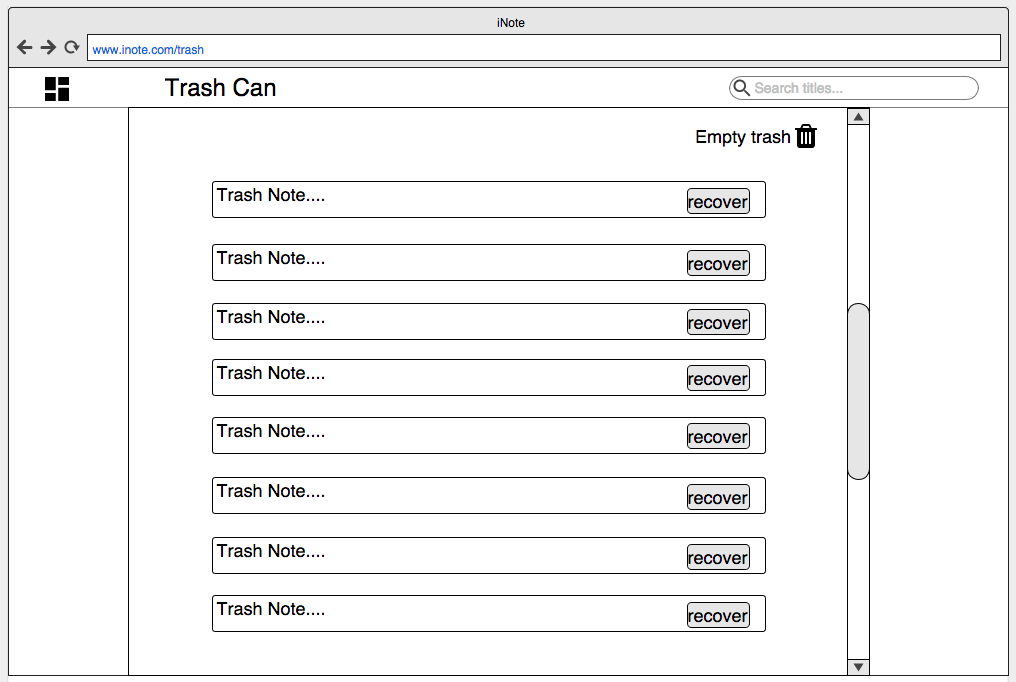 iNote
www.inote.com/trash
Trash Can
Search titles...
Empty trash
Trash Note....
recover
Trash Note....
recover
Trash Note....
recover
Trash Note....
recover
Trash Note....
recover
Trash Note....
recover
Trash Note....
recover
Trash Note....
recover